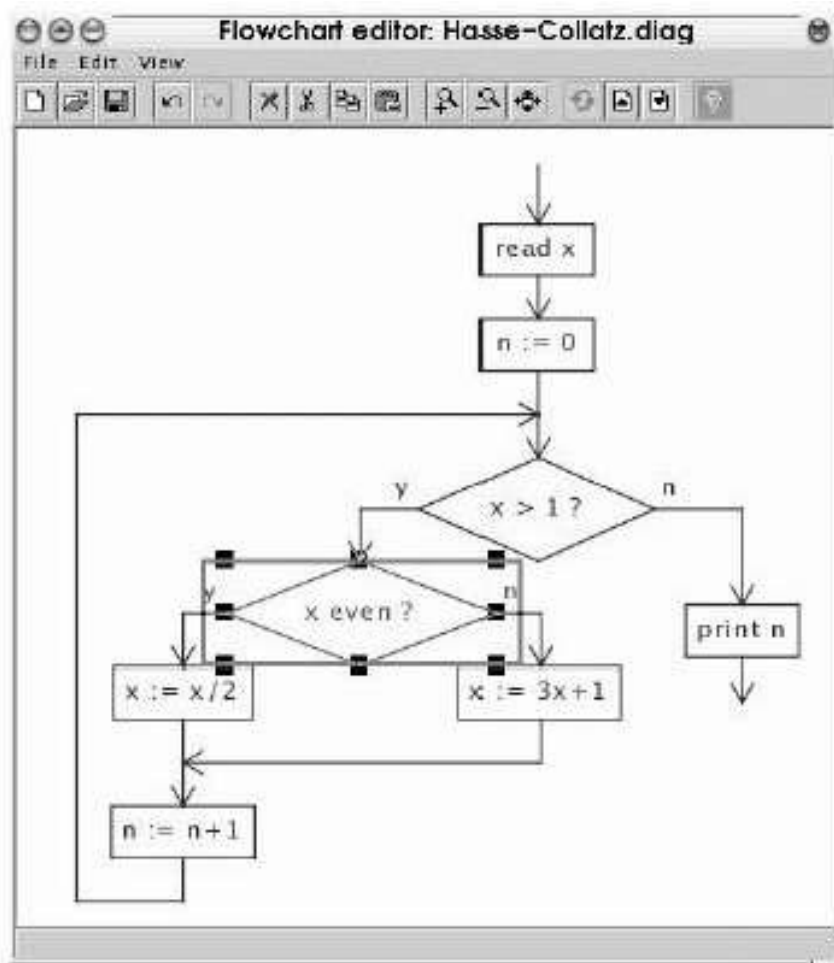 Flowchart editor: Hasse-Collatz.diag
File Edit View
read x
n := 0
y
x > 1 ?
n
y
x even ?
n
print n
x := x/2
x := 3x+1
n := n+1